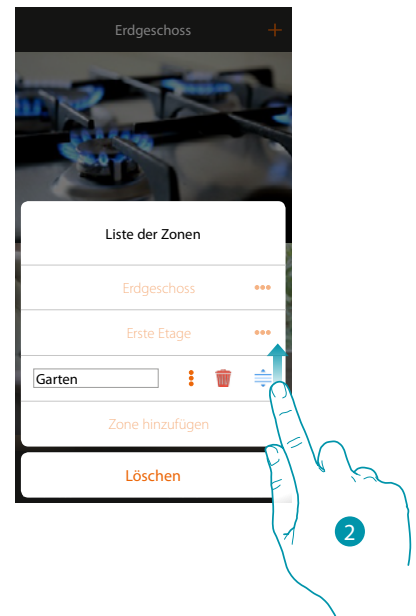 Erdgeschoss +
Liste der Zonen
Erdgeschoss
Erste Etage
Garten
Zone hinzufügen
Löschen
2